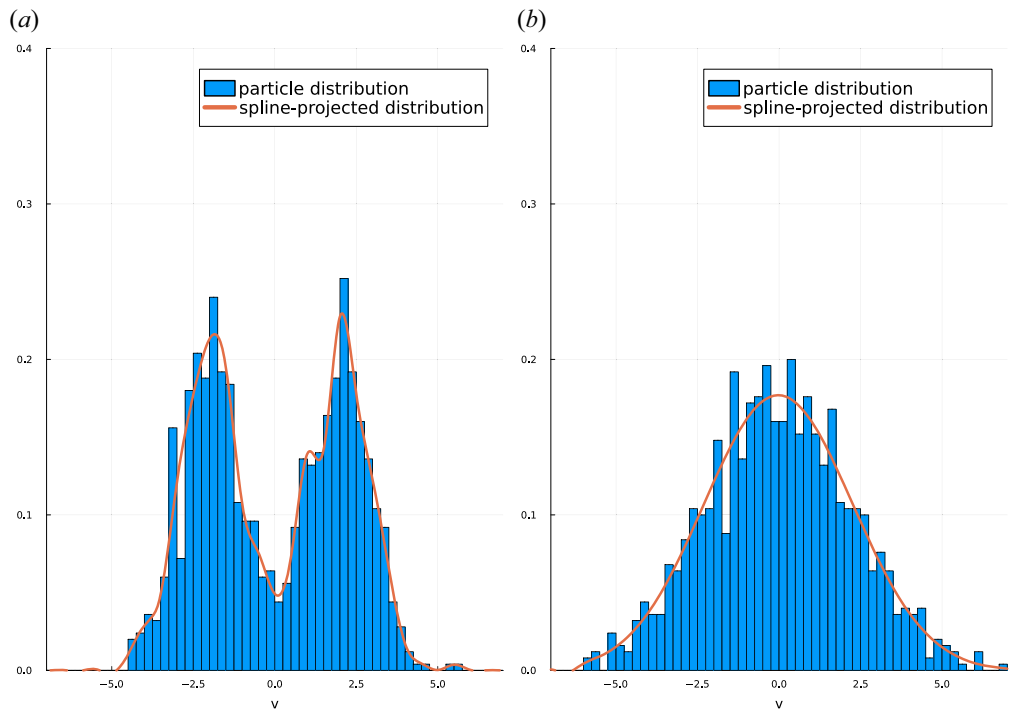 (a)
0.4
0.3
0.2
0.1
0.0
−5.0 −2.5 0.0 2.5 5.0
v
particle distribution
spline-projected distribution
(b)
0.4
0.3
0.2
0.1
0.0
−5.0 −2.5 0.0 2.5 5.0
v
particle distribution
spline-projected distribution